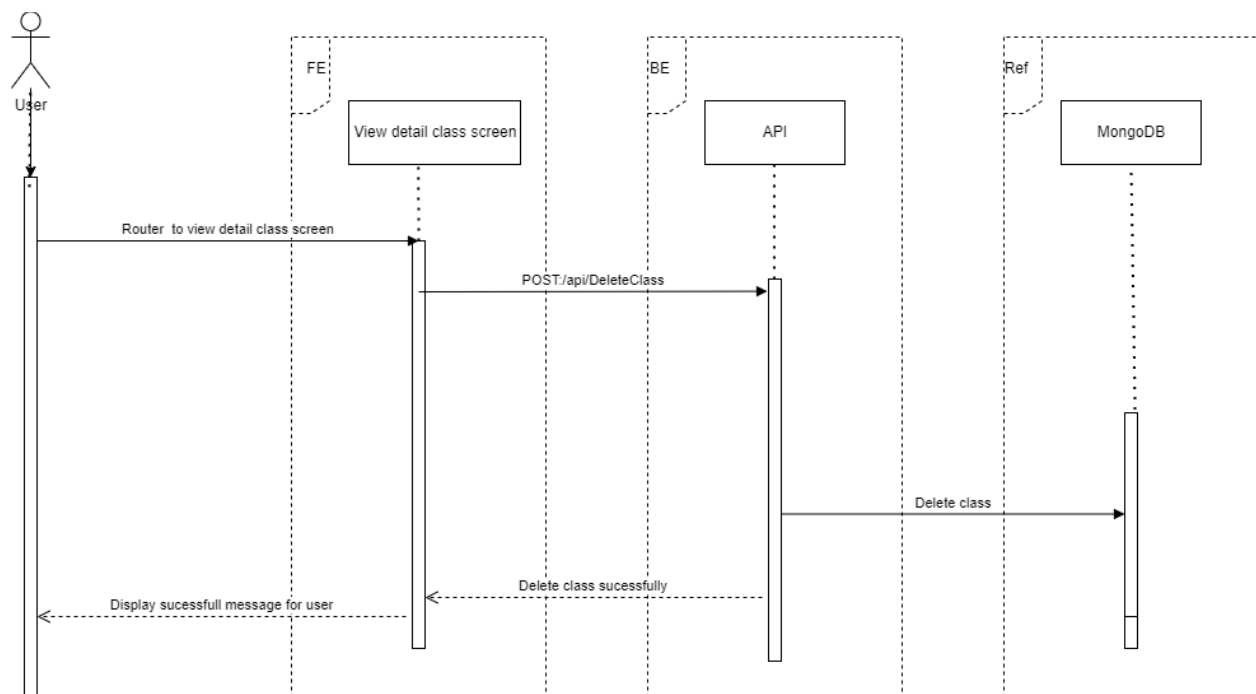 FE
BE
Ref
User
View detail class screen
API
MongoDB
Router to view detail class screen
POST:/api/DeleteClass
Delete class
Delete class sucessfully
Display sucessfull message for user